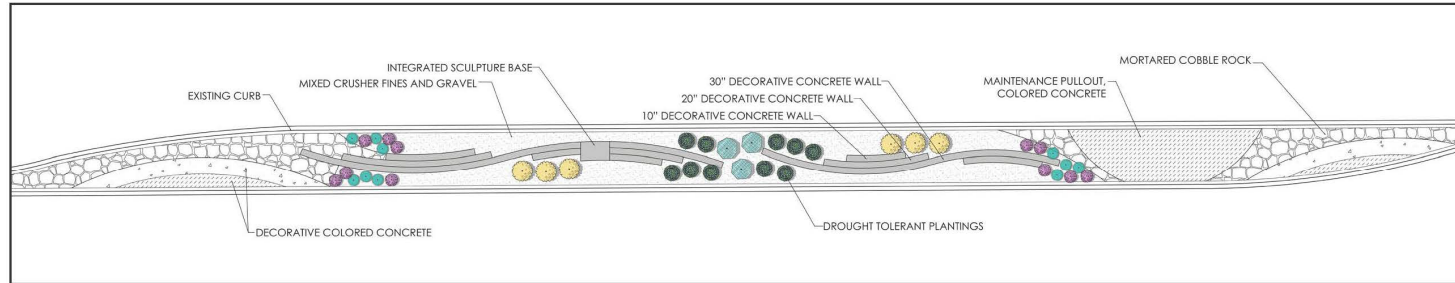 MORTARED COBBLE ROCK
INTEGRATED SCULPTURE BASE
MIXED CRUSHER FINES AND GRAVEL
30" DECORATIVE CONCRETE WALL
MAINTENANCE PULLOUT,
COLORED CONCRETE
EXISTING CURB
20" DECORATIVE CONCRETE WALL
10" DECORATIVE CONCRETE WALL
DECORATIVE COLORED CONCRETE
DROUGHT TOLERANT PLANTINGS